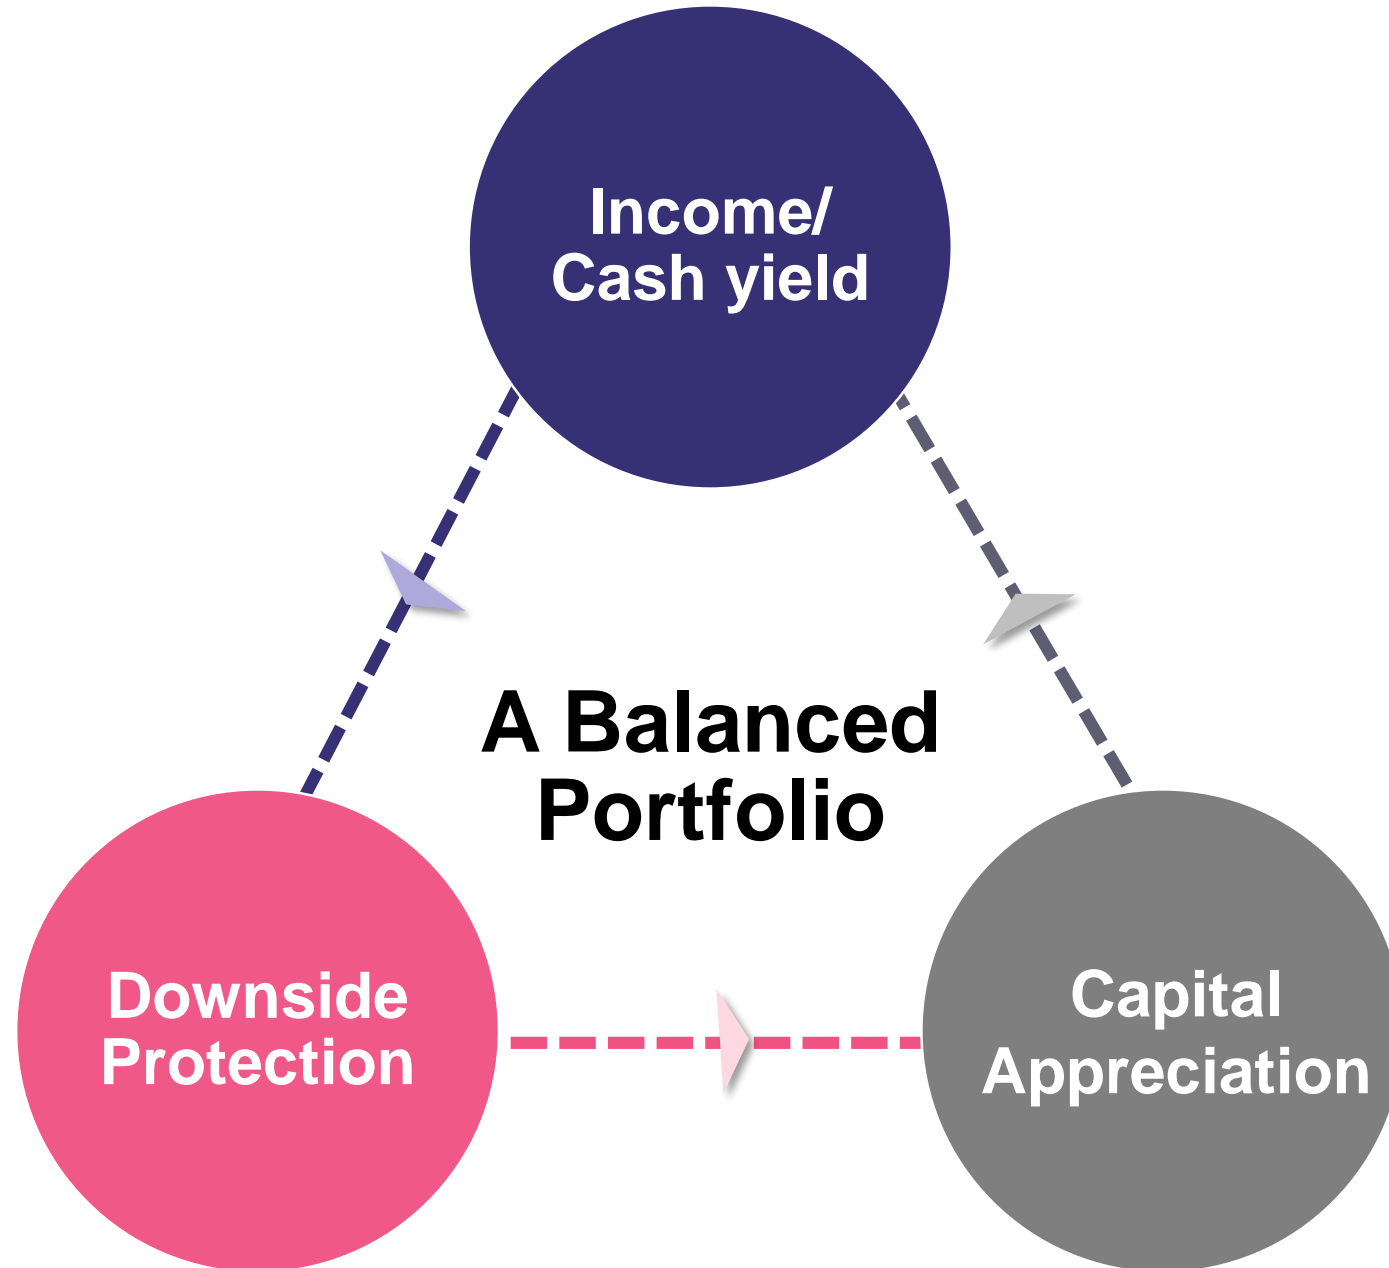 Income/
Cash yield
A Balanced
Portfolio
Downside
Protection
Capital
Appreciation